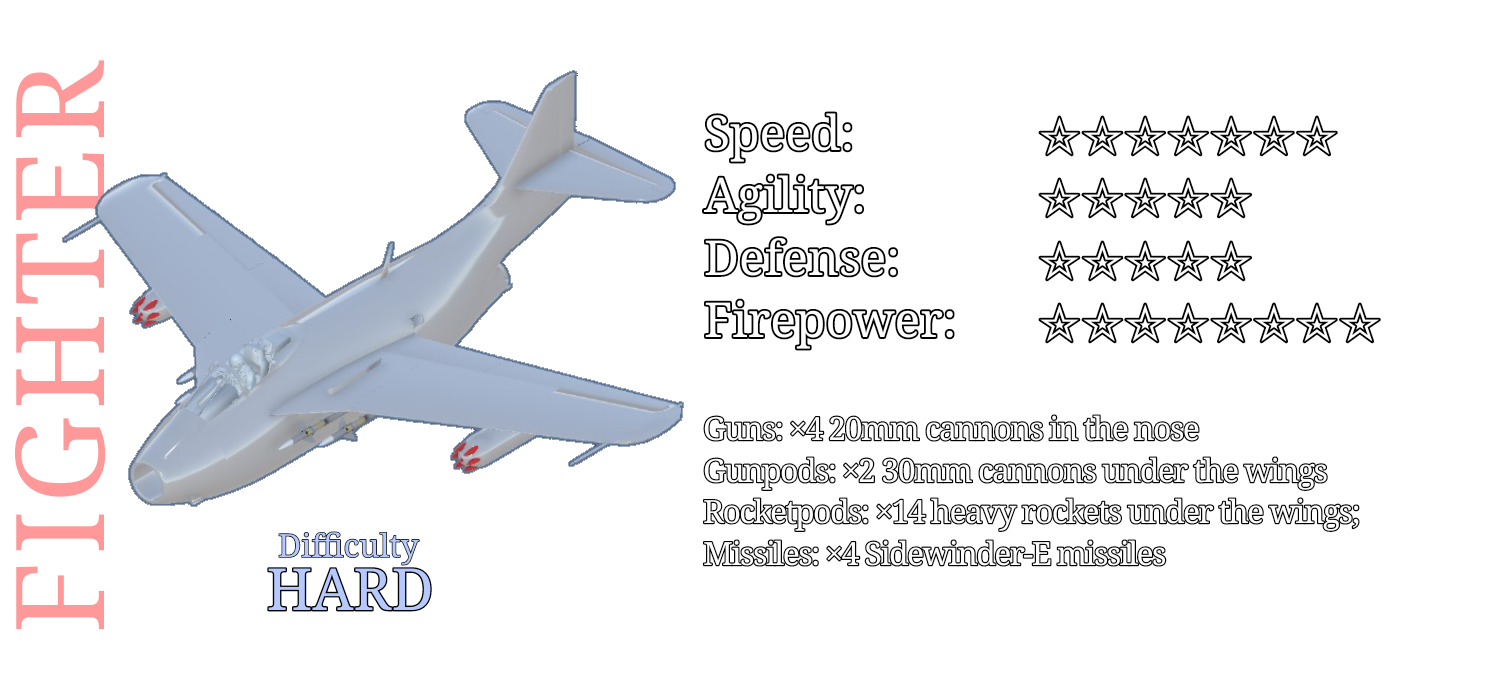 FIGHTER
Speed: ☆☆☆☆☆☆☆
Agility: ☆☆☆☆☆
Defense: ☆☆☆☆☆
Firepower: ☆☆☆☆☆☆☆☆
Guns: ×4 20mm cannons in the nose
Gunpods: ×2 30mm cannons under the wings
Rocketpods: ×14 heavy rockets under the wings;
Missiles: ×4 Sidewinder-E missiles
Difficulty
HARD